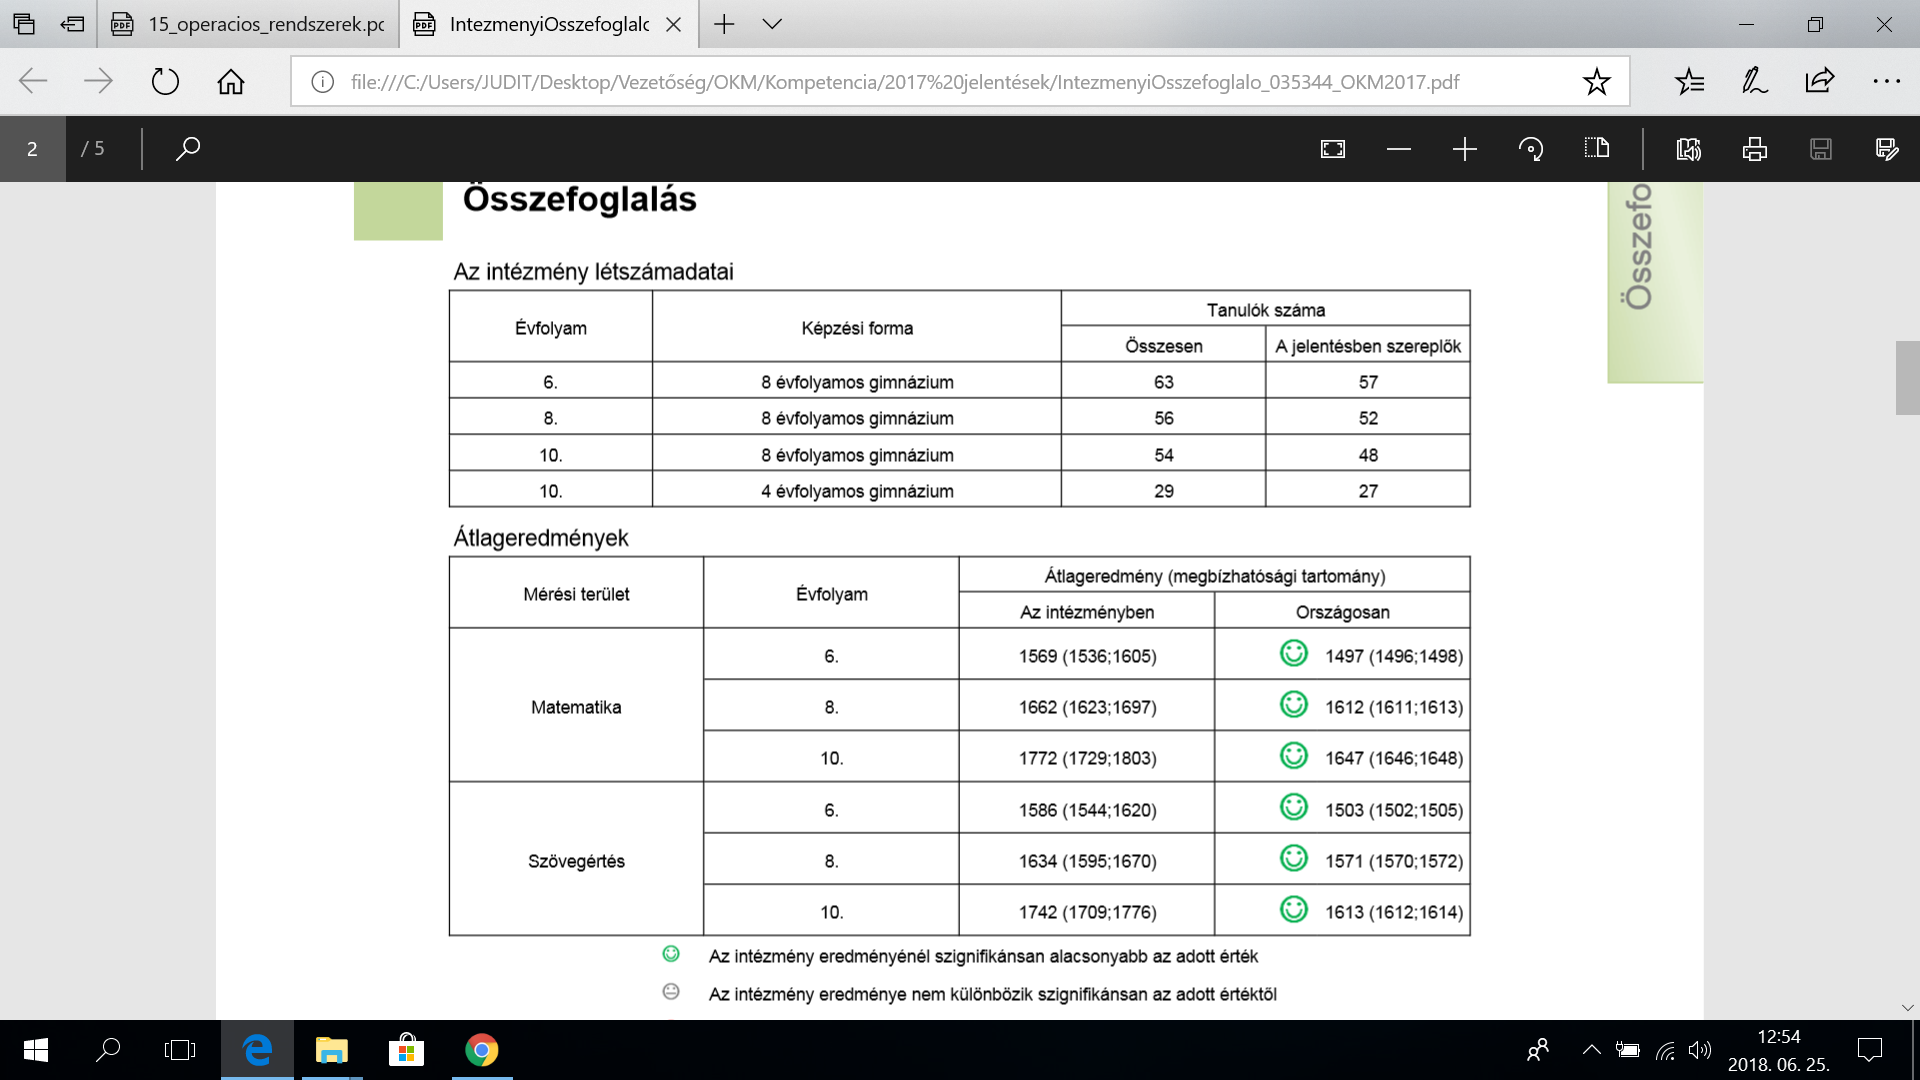 15_operacios_rendszerek.pc
IntezmenyiOsszefoglalc
file:///C:/Users/JUDIT/Desktop/Vezetőség/OKM/Kompetencia/2017%20jelentések/IntezmenyiOsszefoglalo_035344_OKM2017.pdf
2 / 5
Összefoglalás
Összefo
Az intézmény létszámadatai
Évfolyam Képzési forma Tanulók száma
Összesen A jelentésben szereplők
6. 8 évfolyamos gimnázium 63 57
8. 8 évfolyamos gimnázium 56 52
10. 8 évfolyamos gimnázium 54 48
10. 4 évfolyamos gimnázium 29 27
Átlageredmények
Mérési terület Évfolyam Átlageredmény (megbízhatósági tartomány)
Az intézményben Országosan
Matematika 6. 1569 (1536;1605) 1497 (1496;1498)
8. 1662 (1623;1697) 1612 (1611;1613)
10. 1772 (1729;1803) 1647 (1646;1648)
Szövegértés 6. 1586 (1544;1620) 1503 (1502;1505)
8. 1634 (1595;1670) 1571 (1570;1572)
10. 1742 (1709;1776) 1613 (1612;1614)
Az intézmény eredményénél szignifikánsan alacsonyabb az adott érték
Az intézmény eredménye nem különbözik szignifikánsan az adott értéktől
12:54
2018. 06. 25.